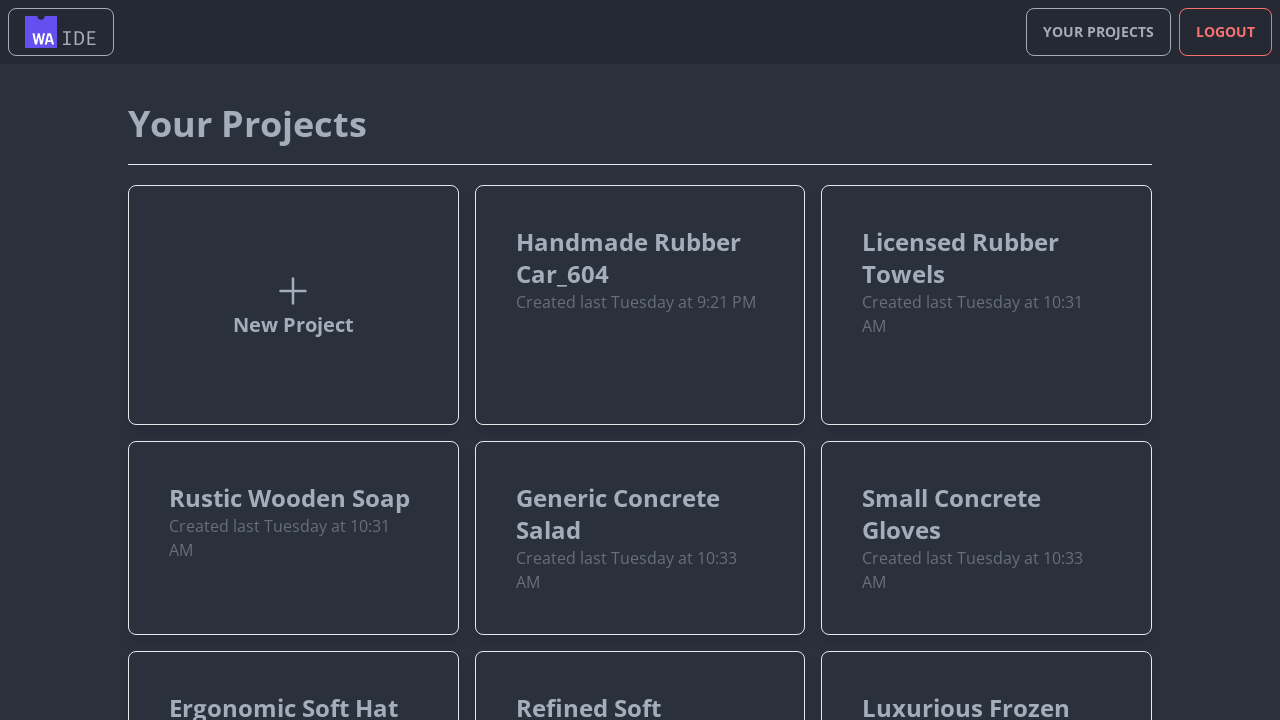 WA IDE
YOUR PROJECTS
LOGOUT
Your Projects
New Project
Handmade Rubber
Car_604
Created last Tuesday at 9:21 PM
Licensed Rubber
Towels
Created last Tuesday at 10:31
AM
Rustic Wooden Soap
Created last Tuesday at 10:31
AM
Generic Concrete
Salad
Created last Tuesday at 10:33
AM
Small Concrete
Gloves
Created last Tuesday at 10:33
AM
Ergonomic Soft Hat
Refined Soft
Luxurious Frozen